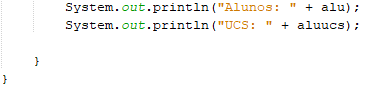 System.out.println("Alunos: " + alu);
System.out.println("UCS: " + aluucs);
}
}